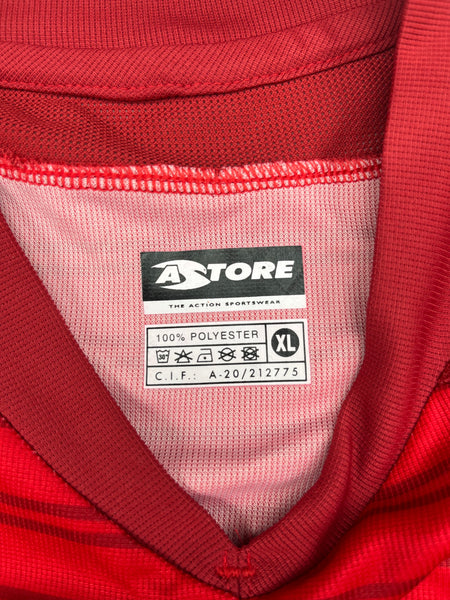 ASTORE
THE ACTION SPORTSWEAR
100% POLYESTER
XL
30°
C.I.F.: A-20/212775